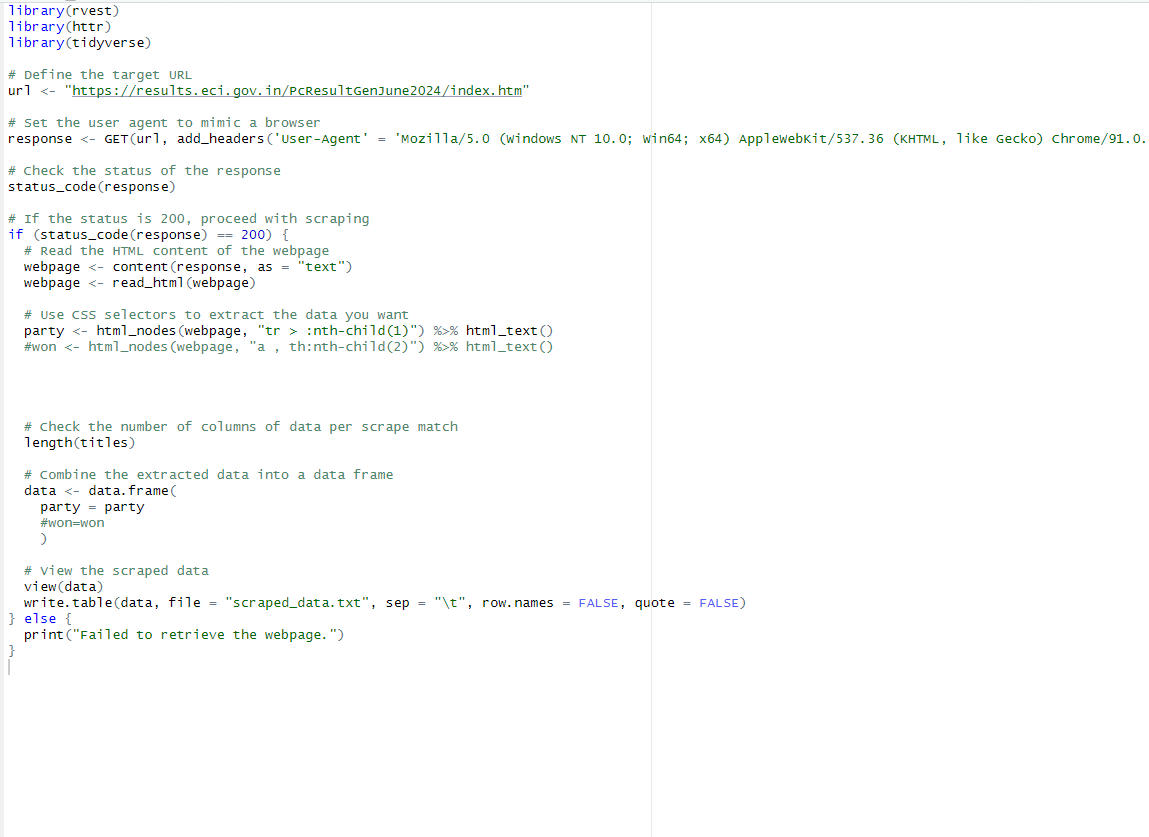 library(rvest)
library(httr)
library(tidyverse)
# Define the target URL
url <- "https://results.eci.gov.in/PcResultGenJune2024/index.htm"
# Set the user agent to mimic a browser
response <- GET(url, add_headers('User-Agent' = 'Mozilla/5.0 (Windows NT 10.0; Win64; x64) AppleWebKit/537.36 (KHTML, like Gecko) Chrome/91.0.
# Check the status of the response
status_code(response)
# If the status is 200, proceed with scraping
if (status_code(response) == 200) {
  # Read the HTML content of the webpage
  webpage <- content(response, as = "text")
  webpage <- read_html(webpage)
  # Use CSS selectors to extract the data you want
  party <- html_nodes(webpage, "tr > :nth-child(1)") %>% html_text()
  #won <- html_nodes(webpage, "a , th:nth-child(2)") %>% html_text()
  # Check the number of columns of data per scrape match
  length(titles)
  # Combine the extracted data into a data frame
  data <- data.frame(
    party = party
    #won=won
    )
  # View the scraped data
  view(data)
  write.table(data, file = "scraped_data.txt", sep = "\t", row.names = FALSE, quote = FALSE)
} else {
  print("Failed to retrieve the webpage.")
}